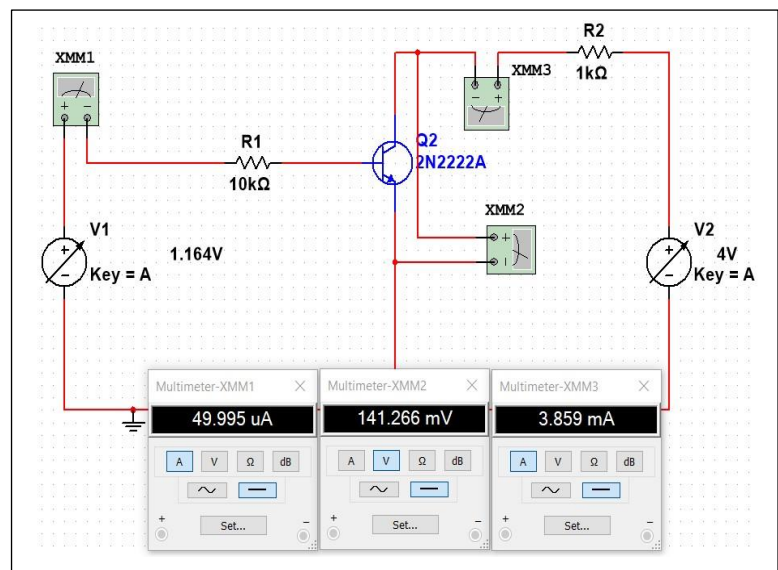 XMM1
R1
10kΩ
V1
Key = A
1.164V
Q2
2N2222A
XMM3
R2
1kΩ
XMM2
V2
4V
Key = A
Multimeter-XMM1
49.995 uA
A V Ω dB
Set...
Multimeter-XMM2
141.266 mV
A V Ω dB
Set...
Multimeter-XMM3
3.859 mA
A V Ω dB
Set...